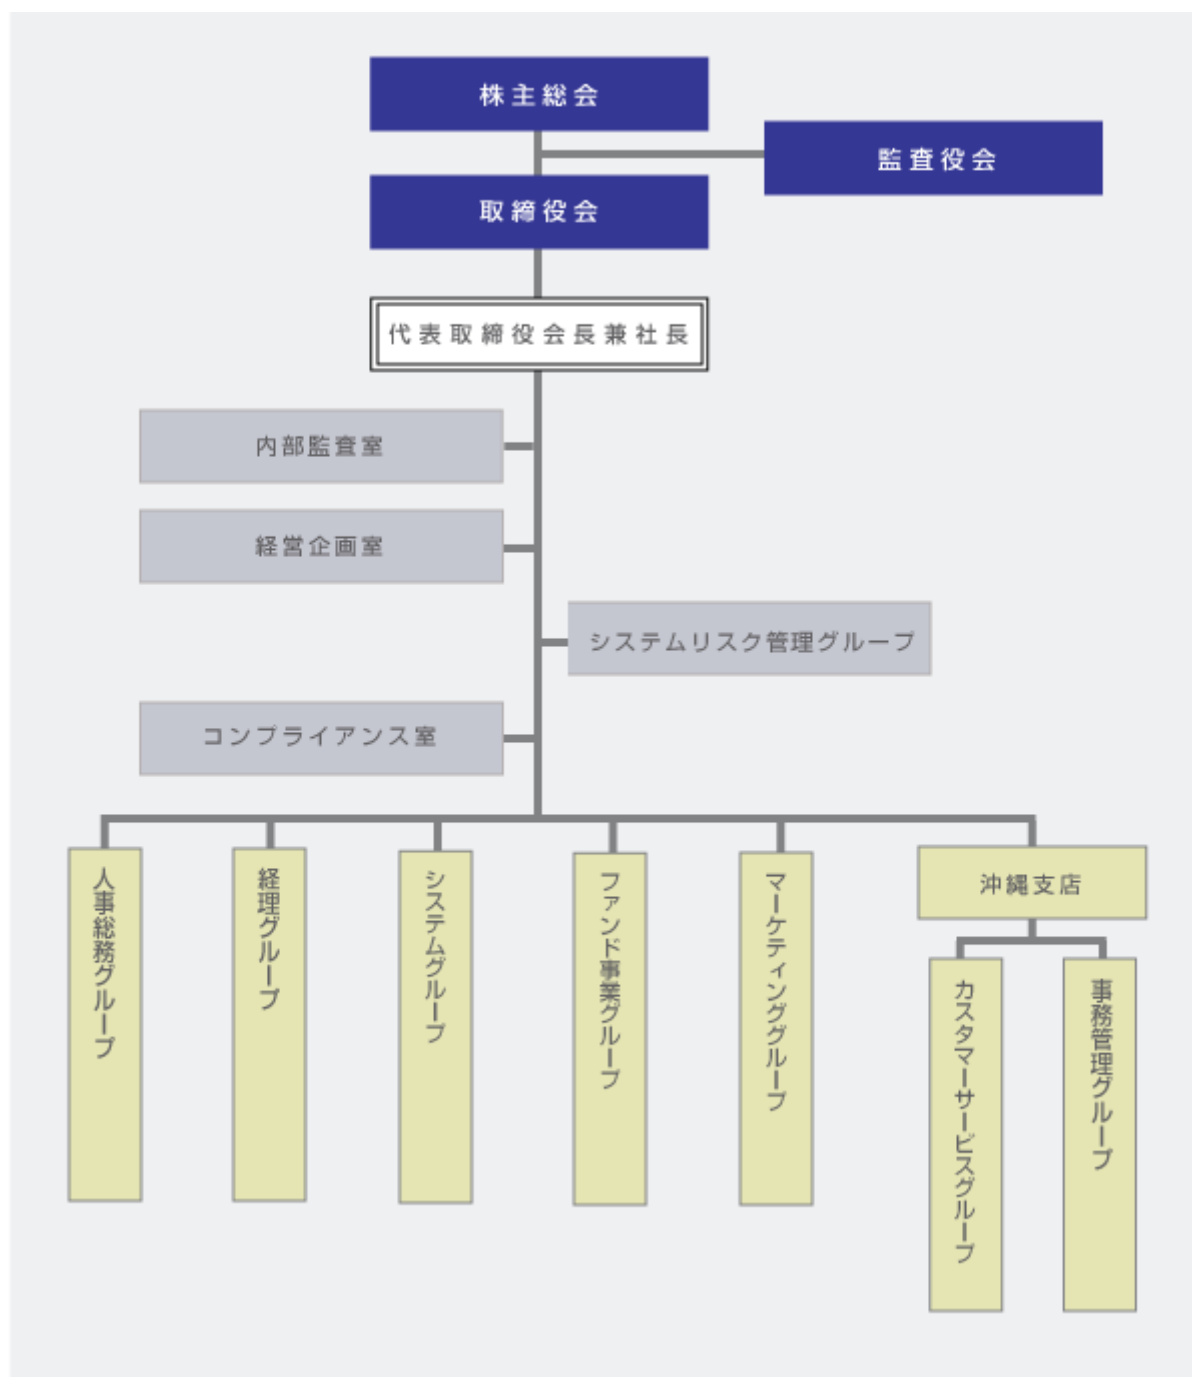 株主総会
監査役会
取締役会
代表取締役会長兼社長
内部監査室
経営企画室
システムリスク管理グループ
コンプライアンス室
人事総務グループ
経理グループ
システムグループ
ファンド事業グループ
マーケティンググループ
沖縄支店
カスタマーサービスグループ
事務管理グループ